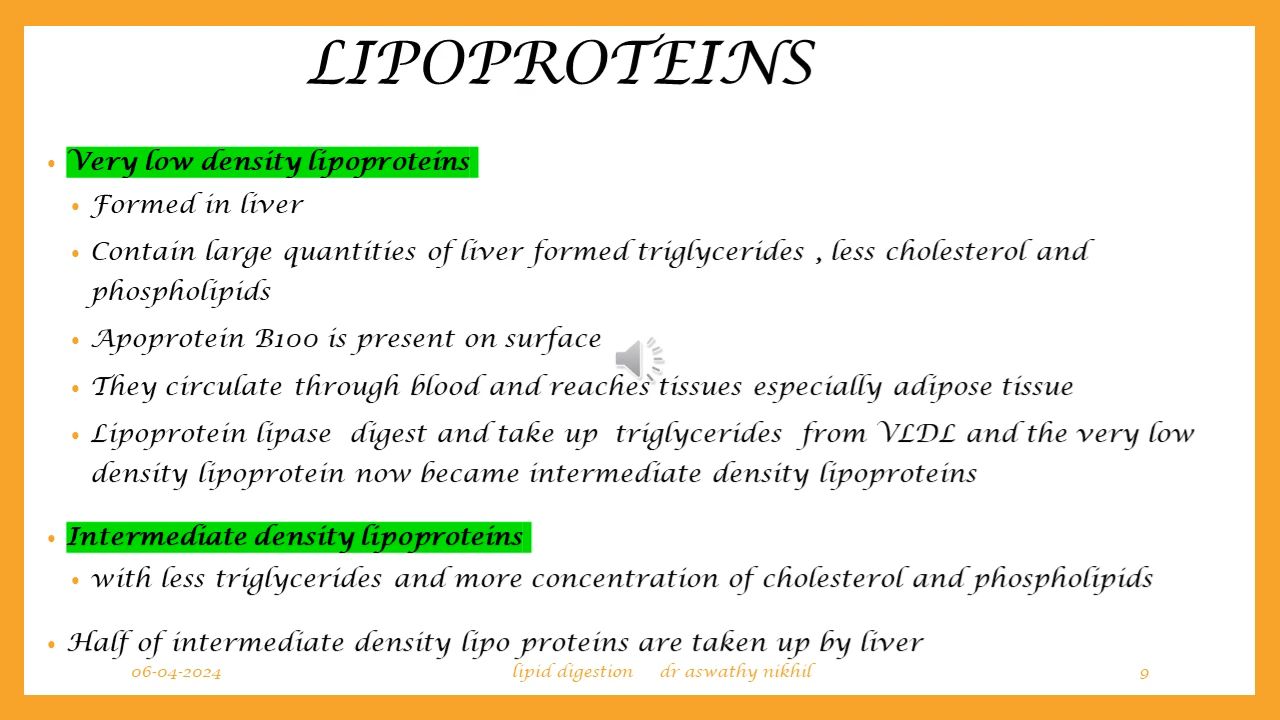 LIPOPROTEINS
• Very low density lipoproteins
• Formed in liver
• Contain large quantities of liver formed triglycerides , less cholesterol and
phospholipids
• Apoprotein B100 is present on surface
• They circulate through blood and reaches tissues especially adipose tissue
• Lipoprotein lipase digest and take up triglycerides from VLDL and the very low
density lipoprotein now became intermediate density lipoproteins
• Intermediate density lipoproteins
• with less triglycerides and more concentration of cholesterol and phospholipids
• Half of intermediate density lipo proteins are taken up by liver
06-04-2024 lipid digestion dr aswathy nikhil 9